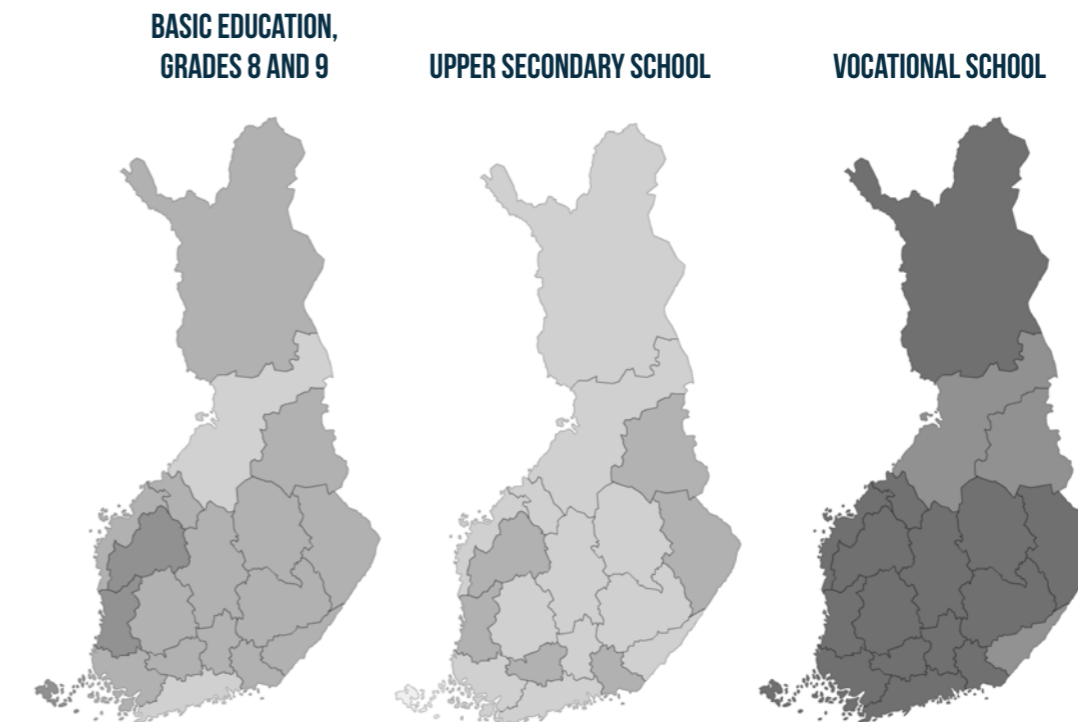 BASIC EDUCATION,
GRADES 8 AND 9
UPPER SECONDARY SCHOOL
VOCATIONAL SCHOOL